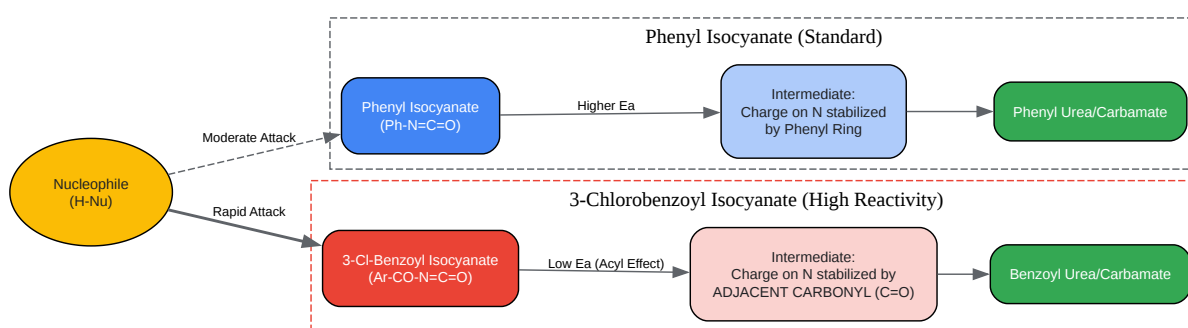 Phenyl Isocyanate (Standard)
Phenyl Isocyanate
(Ph-N=C=O)
Higher Ea
Intermediate:
Charge on N stabilized
by Phenyl Ring
Phenyl Urea/Carbamate
Moderate Attack
Nucleophile
(H-Nu)
Rapid Attack
3-Chlorobenzoyl Isocyanate (High Reactivity)
3-Cl-Benzoyl Isocyanate
(Ar-CO-N=C=O)
Low Ea (Acyl Effect)
Intermediate:
Charge on N stabilized by
ADJACENT CARBONYL (C=O)
Benzoyl Urea/Carbamate